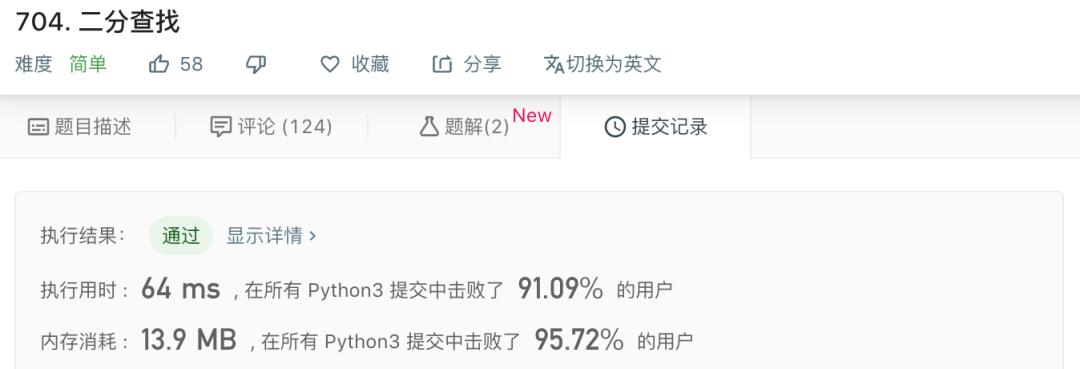 704. 二分查找
难度 简单 58 收藏 分享 切换为英文
题目描述 评论 (124) 题解(2) New 提交记录
执行结果： 通过 显示详情 ›
执行用时 : 64 ms , 在所有 Python3 提交中击败了 91.09% 的用户
内存消耗 : 13.9 MB , 在所有 Python3 提交中击败了 95.72% 的用户